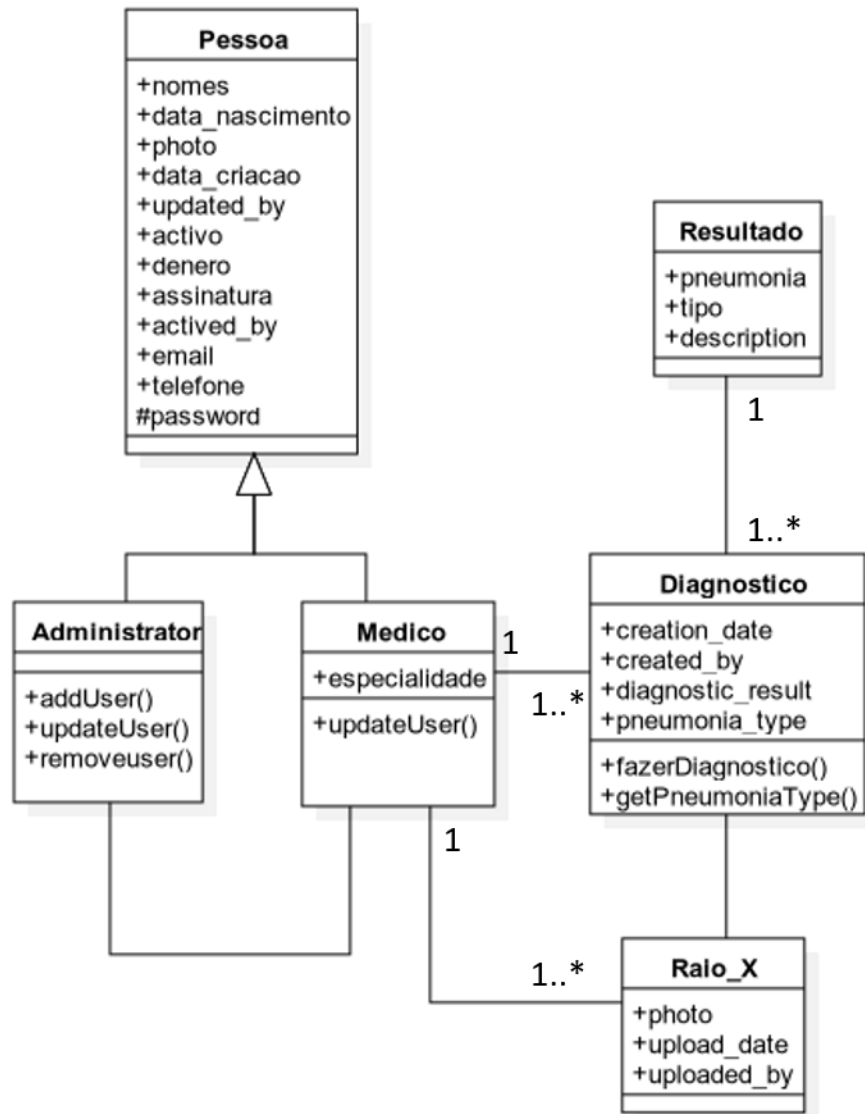 Pessoa
+nomes
+data_nascimento
+photo
+data_criacao
+updated_by
+activo
+denero
+assinatura
+actived_by
+email
+telefone
#password
Resultado
+pneumonia
+tipo
+description
1
1..*
Administrator
+addUser()
+updateUser()
+removeuser()
Medico
+especialidade
+updateUser()
1
1..*
Diagnostico
+creation_date
+created_by
+diagnostic_result
+pneumonia_type
+fazerDiagnostico()
+getPneumoniaType()
1
1..*
Raio_X
+photo
+upload_date
+uploaded_by